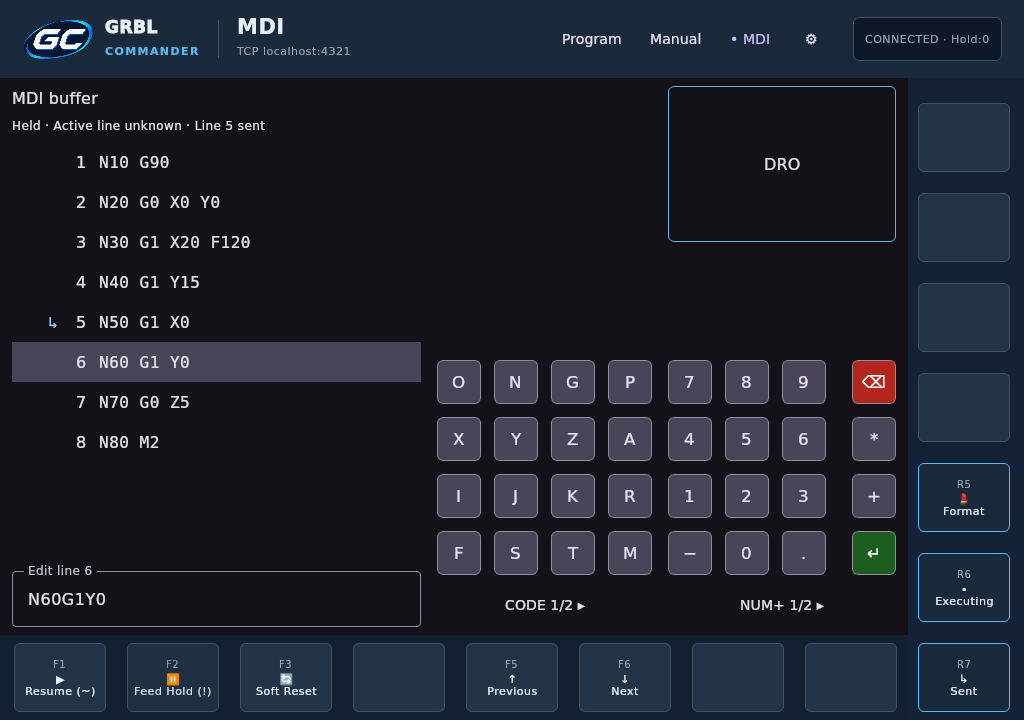 GC
GRBL
COMMANDER
MDI
TCP localhost:4321
Program
Manual
• MDI
⚙
CONNECTED · Hold:0
MDI buffer
Held · Active line unknown · Line 5 sent
1 N10 G90
2 N20 G0 X0 Y0
3 N30 G1 X20 F120
4 N40 G1 Y15
↳ 5 N50 G1 X0
6 N60 G1 Y0
7 N70 G0 Z5
8 N80 M2
DRO
O N G P 7 8 9 ⌫
X Y Z A 4 5 6 *
I J K R 1 2 3 +
F S T M − 0 . ↵
CODE 1/2 ▸
NUM+ 1/2 ▸
Edit line 6
N60G1Y0
R5
Format
R6
•
Executing
R7
↳
Sent
F1
▶
Resume (~)
F2
⏸
Feed Hold (!)
F3
🔄
Soft Reset
F5
↑
Previous
F6
↓
Next